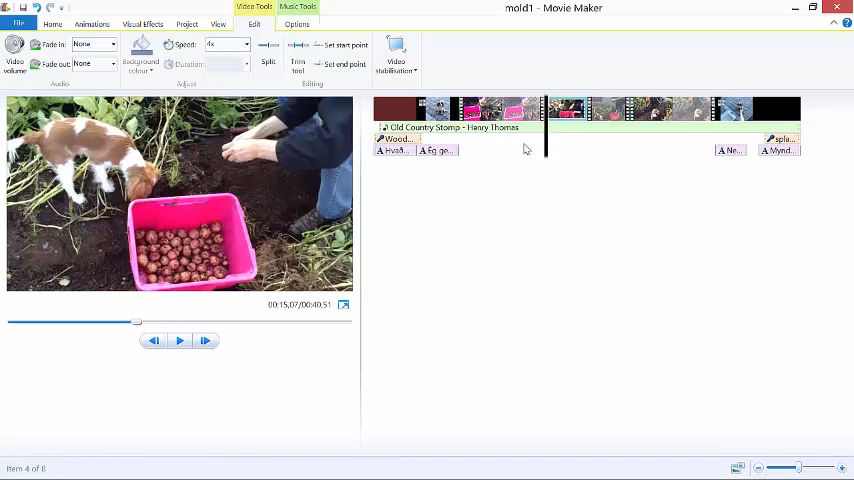 Video Tools Music Tools mold1 - Movie Maker
File Home Animations Visual Effects Project View Edit Options
Video volume
Fade in: None
Fade out: None
Audio
Background colour
Speed: 4x
Duration:
Adjust
Split
Trim tool
Set start point
Set end point
Editing
Video stabilisation
Old Country Stomp - Henry Thomas
Wood... spla...
A Hvað... A Ég ge... A Ne... A Mynd...
00:15,07/00:40,51
Item 4 of 8